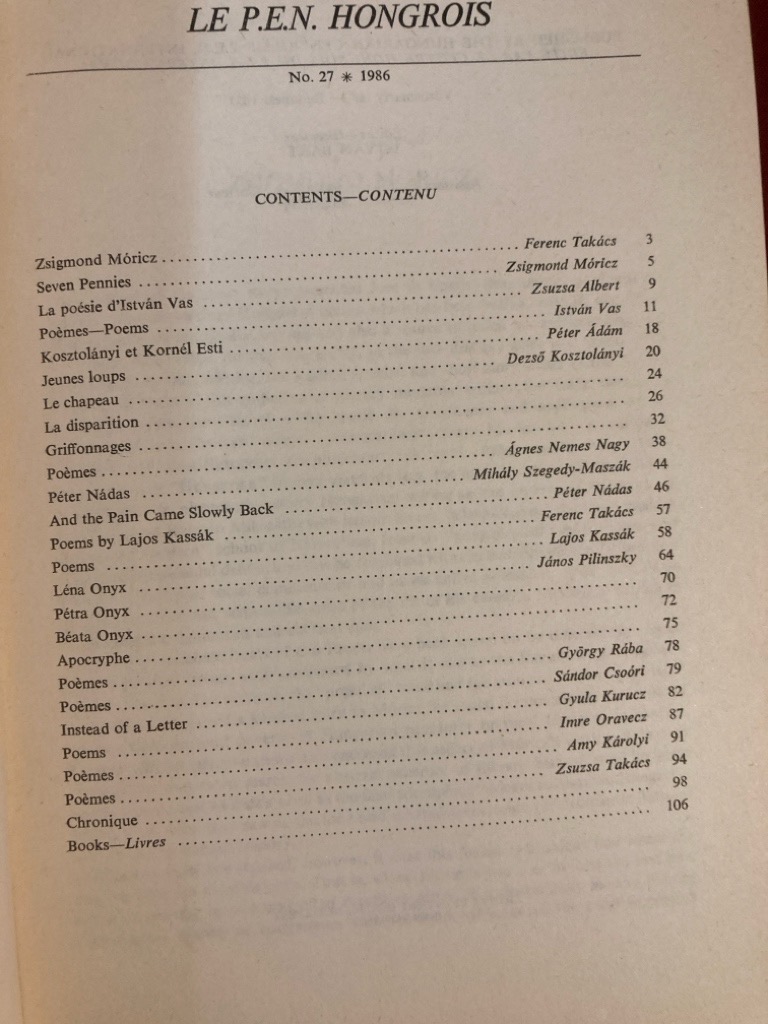 LE P.E.N. HONGROIS
No. 27 * 1986
CONTENTS—CONTENU
Zsigmond Móricz ........ Ferenc Takács 3
Seven Pennies ........ Zsigmond Móricz 5
La poésie d'István Vas ........ Zsuzsa Albert 9
Poèmes—Poems ........ István Vas 11
Kosztolányi et Kornél Esti ........ Péter Ádám 18
Jeunes loups ........ Dezső Kosztolányi 20
Le chapeau ........ 24
La disparition ........ 26
Griffonnages ........ 32
Poèmes ........ Ágnes Nemes Nagy 38
Péter Nádas ........ Mihály Szegedy-Maszák 44
And the Pain Came Slowly Back ........ Péter Nádas 46
Poems by Lajos Kassák ........ Ferenc Takács 57
Poems ........ Lajos Kassák 58
Léna Onyx ........ János Pilinszky 64
Pétra Onyx ........ 70
Béata Onyx ........ 72
Apocryphe ........ 75
Poèmes ........ György Rába 78
Poèmes ........ Sándor Csoóri 79
Instead of a Letter ........ Gyula Kurucz 82
Poems ........ Imre Oravecz 87
Poèmes ........ Amy Károlyi 91
Poèmes ........ Zsuzsa Takács 94
Chronique ........ 98
Books—Livres ........ 106